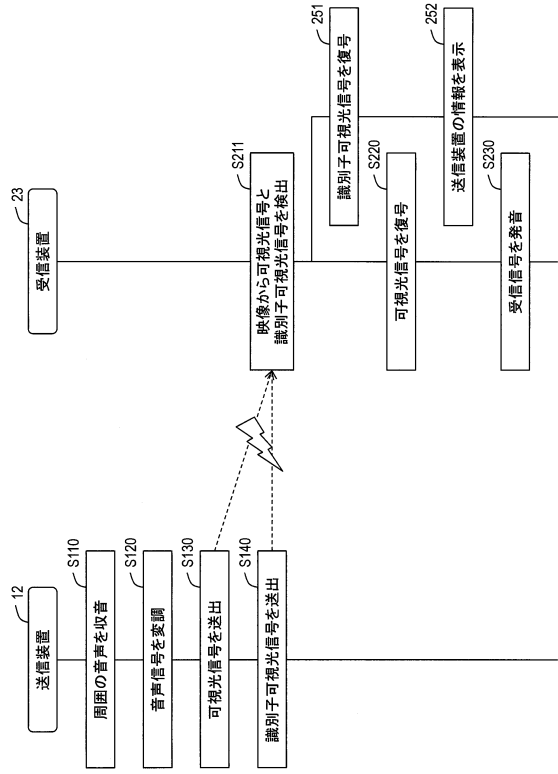 送信装置
12
周囲の音声を収音
S110
音声信号を変調
S120
可視光信号を送出
S130
識別子可視光信号を送出
S140
受信装置
23
映像から可視光信号と
識別子可視光信号を検出
S211
識別子可視光信号を復号
251
可視光信号を復号
S220
送信装置の情報を表示
252
受信信号を発音
S230